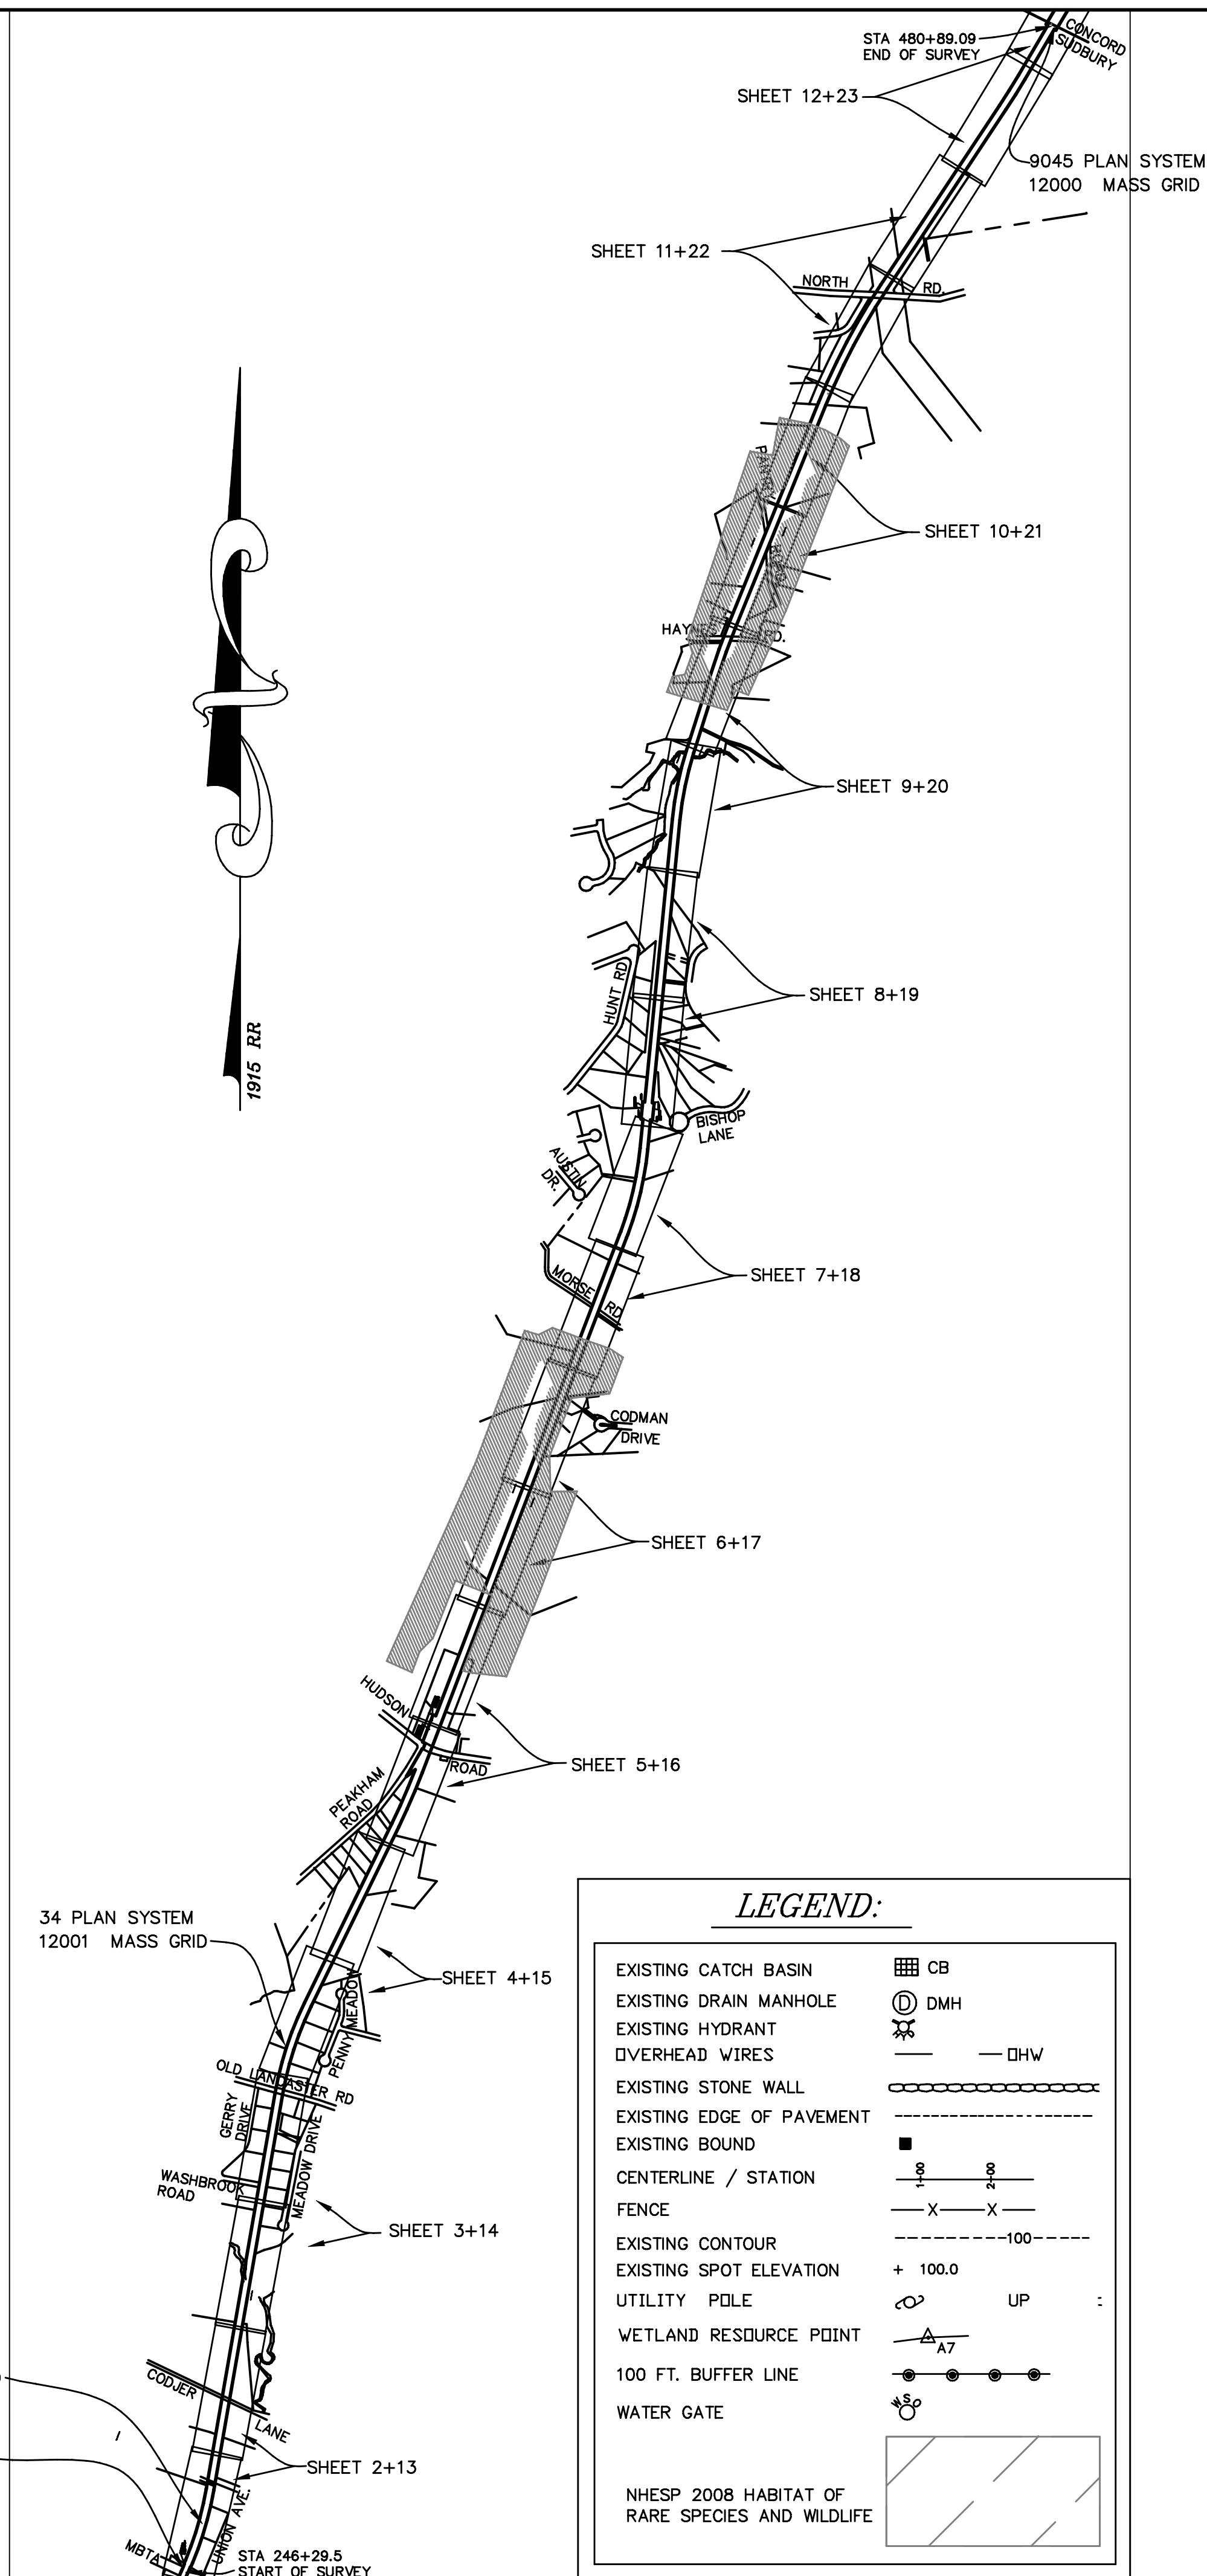 STA 480+89.09
END OF SURVEY
CONCORD
SUDBURY
SHEET 12+23
9045 PLAN SYSTEM
12000 MASS GRID
SHEET 11+22
NORTH RD.
SHEET 10+21
RD.
SHEET 9+20
HUNT RD
SHEET 8+19
1915 RR
BISHOP
LANE
AUSTIN
DR.
SHEET 7+18
MORSE RD
CODMAN
DRIVE
SHEET 6+17
HUDSON
ROAD
SHEET 5+16
PEAKHAM
ROAD
34 PLAN SYSTEM
12001 MASS GRID
SHEET 4+15
PENNY MEADOW
OLD LANCASTER RD
GERRY
DRIVE
MEADOW DRIVE
WASHBROOK
ROAD
SHEET 3+14
CODJER
LANE
SHEET 2+13
UNION AVE.
MBTA
STA 246+29.5
START OF SURVEY
LEGEND:
EXISTING CATCH BASIN CB
EXISTING DRAIN MANHOLE D DMH
EXISTING HYDRANT
OVERHEAD WIRES OHW
EXISTING STONE WALL
EXISTING EDGE OF PAVEMENT
EXISTING BOUND
CENTERLINE / STATION 1+00 2+00
FENCE X X
EXISTING CONTOUR 100
EXISTING SPOT ELEVATION + 100.0
UTILITY POLE UP
WETLAND RESOURCE POINT A7
100 FT. BUFFER LINE
WATER GATE WSO
NHESP 2008 HABITAT OF
RARE SPECIES AND WILDLIFE